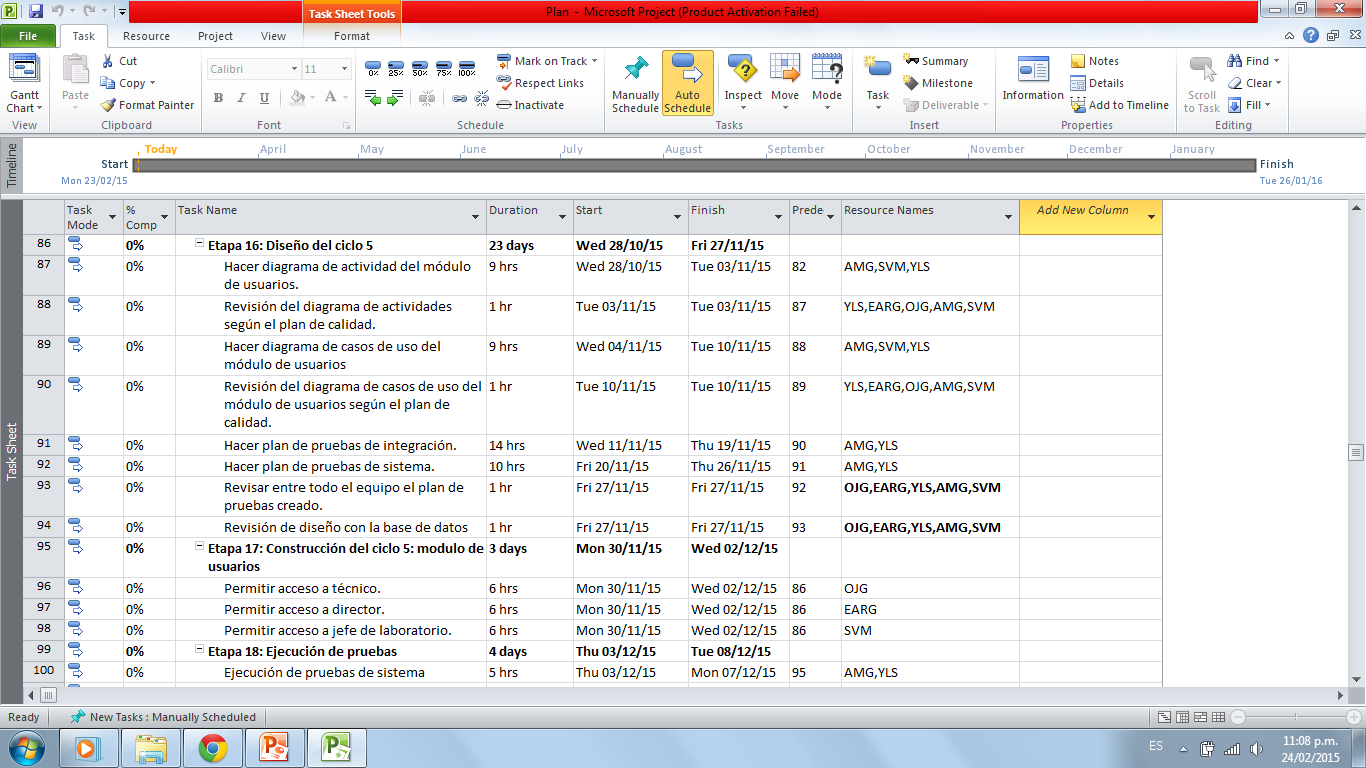 Task Sheet Tools
Plan - Microsoft Project (Product Activation Failed)
File Task Resource Project View Format
Gantt Chart
View
Paste
Cut
Copy
Format Painter
Clipboard
Calibri 11
B I U A
Font
0% 25% 50% 75% 100%
Mark on Track
Respect Links
Inactivate
Schedule
Manually Schedule
Auto Schedule
Inspect
Move
Mode
Tasks
Task
Summary
Milestone
Deliverable
Insert
Information
Notes
Details
Add to Timeline
Properties
Scroll to Task
Find
Clear
Fill
Editing
Timeline
Today April May June July August September October November December January
Start
Mon 23/02/15
Finish
Tue 26/01/16
Task Sheet
Task Mode % Comp Task Name Duration Start Finish Prede Resource Names Add New Column
86 0% Etapa 16: Diseño del ciclo 5 23 days Wed 28/10/15 Fri 27/11/15
87 0% Hacer diagrama de actividad del módulo 9 hrs Wed 28/10/15 Tue 03/11/15 82 AMG,SVM,YLS
de usuarios.
88 0% Revisión del diagrama de actividades 1 hr Tue 03/11/15 Tue 03/11/15 87 YLS,EARG,OJG,AMG,SVM
según el plan de calidad.
89 0% Hacer diagrama de casos de uso del 9 hrs Wed 04/11/15 Tue 10/11/15 88 AMG,SVM,YLS
módulo de usuarios
90 0% Revisión del diagrama de casos de uso del 1 hr Tue 10/11/15 Tue 10/11/15 89 YLS,EARG,OJG,AMG,SVM
módulo de usuarios según el plan de
calidad.
91 0% Hacer plan de pruebas de integración. 14 hrs Wed 11/11/15 Thu 19/11/15 90 AMG,YLS
92 0% Hacer plan de pruebas de sistema. 10 hrs Fri 20/11/15 Thu 26/11/15 91 AMG,YLS
93 0% Revisar entre todo el equipo el plan de 1 hr Fri 27/11/15 Fri 27/11/15 92 OJG,EARG,YLS,AMG,SVM
pruebas creado.
94 0% Revisión de diseño con la base de datos 1 hr Fri 27/11/15 Fri 27/11/15 93 OJG,EARG,YLS,AMG,SVM
95 0% Etapa 17: Construcción del ciclo 5: modulo de 3 days Mon 30/11/15 Wed 02/12/15
usuarios
96 0% Permitir acceso a técnico. 6 hrs Mon 30/11/15 Wed 02/12/15 86 OJG
97 0% Permitir acceso a director. 6 hrs Mon 30/11/15 Wed 02/12/15 86 EARG
98 0% Permitir acceso a jefe de laboratorio. 6 hrs Mon 30/11/15 Wed 02/12/15 86 SVM
99 0% Etapa 18: Ejecución de pruebas 4 days Thu 03/12/15 Tue 08/12/15
100 0% Ejecución de pruebas de sistema 5 hrs Thu 03/12/15 Mon 07/12/15 95 AMG,YLS
Ready New Tasks : Manually Scheduled
ES
11:08 p.m.
24/02/2015